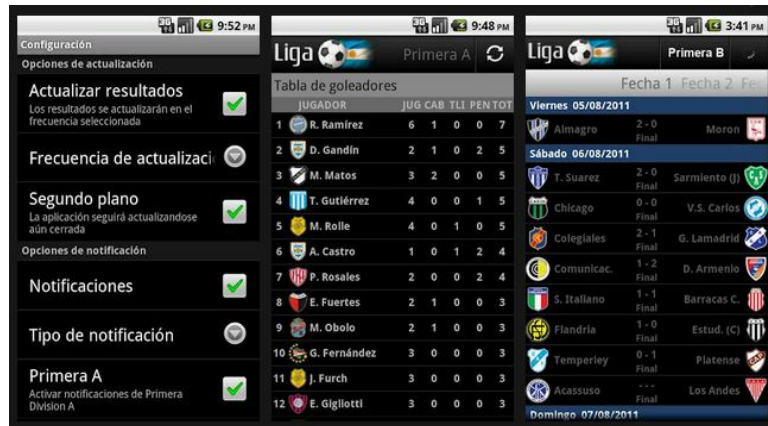 9:52 PM
Configuración
Opciones de actualización
Actualizar resultados
Los resultados se actualizarán en el
frecuencia seleccionada
Frecuencia de actualizaci
Segundo plano
La aplicación seguirá actualizandose
aún cerrada
Opciones de notificación
Notificaciones
Tipo de notificación
Primera A
Activar notificaciones de Primera
Division A
9:48 PM
Liga Primera A
Tabla de goleadores
JUGADOR JUG CAB TLI PEN TOT
1 R. Ramírez 6 1 0 0 7
2 D. Gandín 2 1 0 2 5
3 M. Matos 3 2 0 0 5
4 T. Gutiérrez 4 0 0 1 5
5 M. Rolle 4 0 1 0 5
6 A. Castro 1 0 1 2 4
7 P. Rosales 2 0 0 2 4
8 E. Fuertes 2 1 0 0 3
9 M. Obolo 2 1 0 0 3
10 G. Fernández 3 0 0 0 3
11 J. Furch 3 0 0 0 3
12 E. Gigliotti 3 0 0 0 3
3:41 PM
Liga Primera B
Fecha 1 Fecha 2 Fec
Viernes 05/08/2011
Almagro 2 - 0 Moron
Final
Sábado 06/08/2011
T. Suarez 2 - 0 Sarmiento (J)
Final
Chicago 0 - 0 V.S. Carlos
Final
Colegiales 2 - 1 G. Lamadrid
Final
Comunicac. 1 - 2 D. Armenio
Final
S. Italiano 1 - 1 Barracas C.
Final
Flandria 1 - 0 Estud. (C)
Final
Temperley 0 - 1 Platense
Final
Acassuso - - - Los Andes
Final
Domingo 07/08/2011